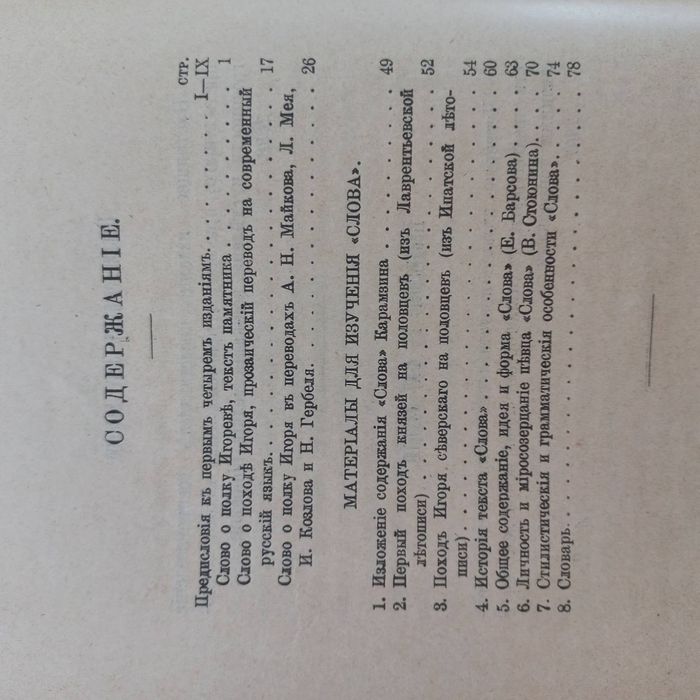 СОДЕРЖАНІЕ.
СТР.
Предисловія къ первымъ четыремъ изданіямъ. . . . . . . . . I—IX
Слово о полку Игоревѣ, текстъ памятника . . . . . . . . . 1
Слово о походѣ Игоря, прозаическій переводъ на современный
русскій языкъ. . . . . . . . . . . . . . . . . . 17
Слово о полку Игоря въ переводахъ А. Н. Майкова, Л. Мея,
И. Козлова и Н. Гербеля. . . . . . . . . . . . . . 26
МАТЕРІАЛЫ ДЛЯ ИЗУЧЕНІЯ «СЛОВА».
1. Изложеніе содержанія «Слова» Карамзина . . . . . . . . 49
2. Первый походъ князей на половцевъ (изъ Лаврентьевской
лѣтописи) . . . . . . . . . . . . . . . . . . . 52
3. Походъ Игоря сѣверскаго на половцевъ (изъ Ипатской лѣто-
писи) . . . . . . . . . . . . . . . . . . . . . 54
4. Исторія текста «Слова» . . . . . . . . . . . . . . 60
5. Общее содержаніе, идея и форма «Слова» (Е. Барсова) . . . 63
6. Личность и міросозерцаніе пѣвца «Слова» (В. Стоюнина). . . 70
7. Стилистическія и грамматическія особенности «Слова». . . . 74
8. Словарь. . . . . . . . . . . . . . . . . . . . 78